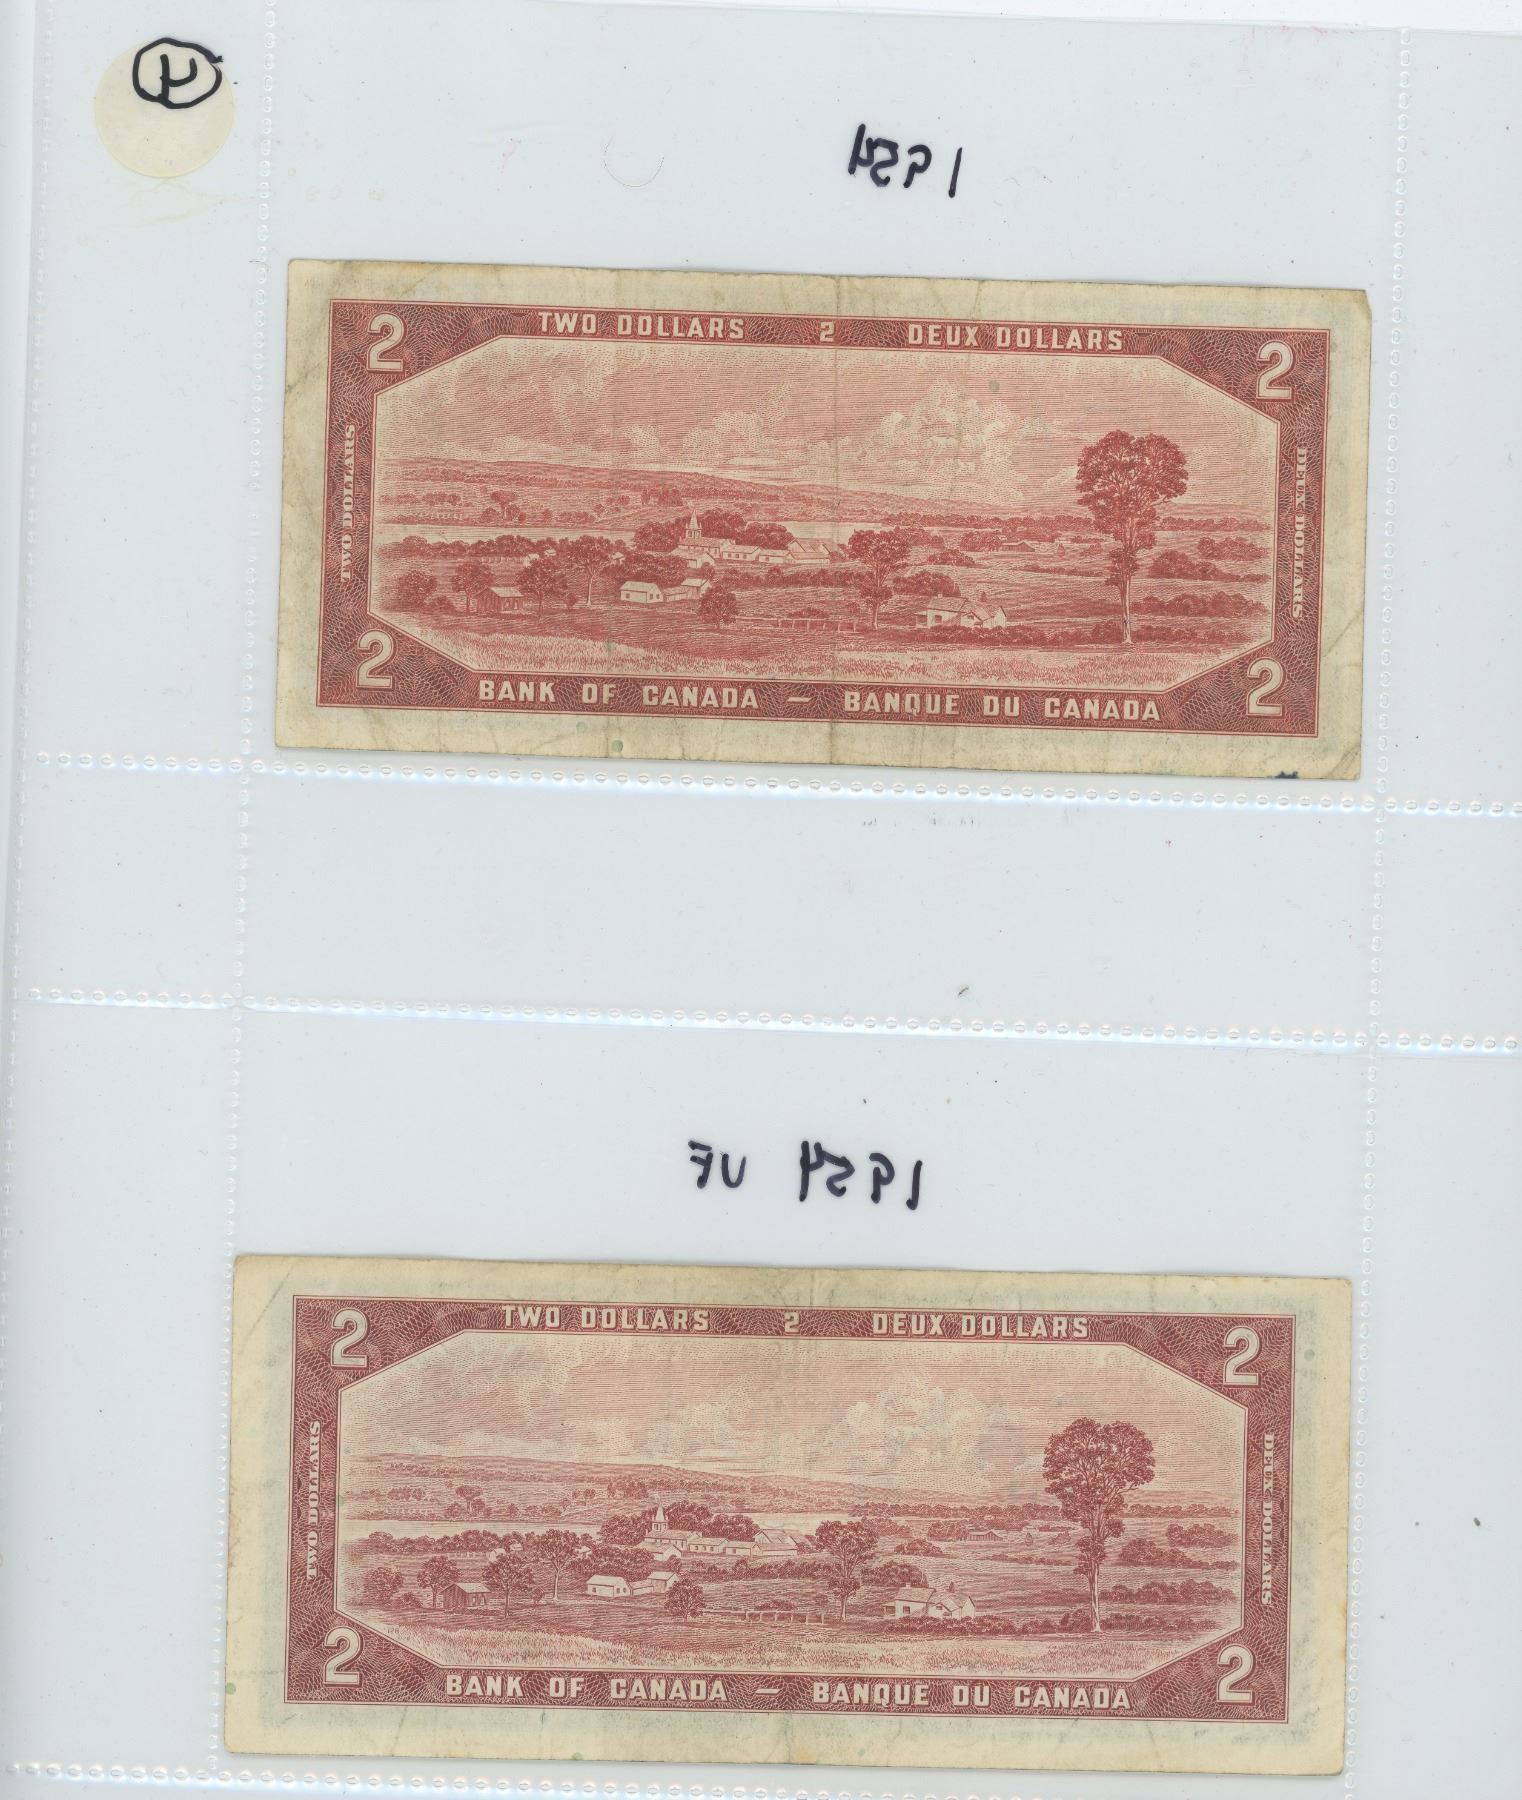 4
1954
2 TWO DOLLARS 2 DEUX DOLLARS 2
TWO DOLLARS
DEUX DOLLARS
2 BANK OF CANADA — BANQUE DU CANADA 2
1954 VF
2 TWO DOLLARS 2 DEUX DOLLARS 2
TWO DOLLARS
DEUX DOLLARS
2 BANK OF CANADA — BANQUE DU CANADA 2